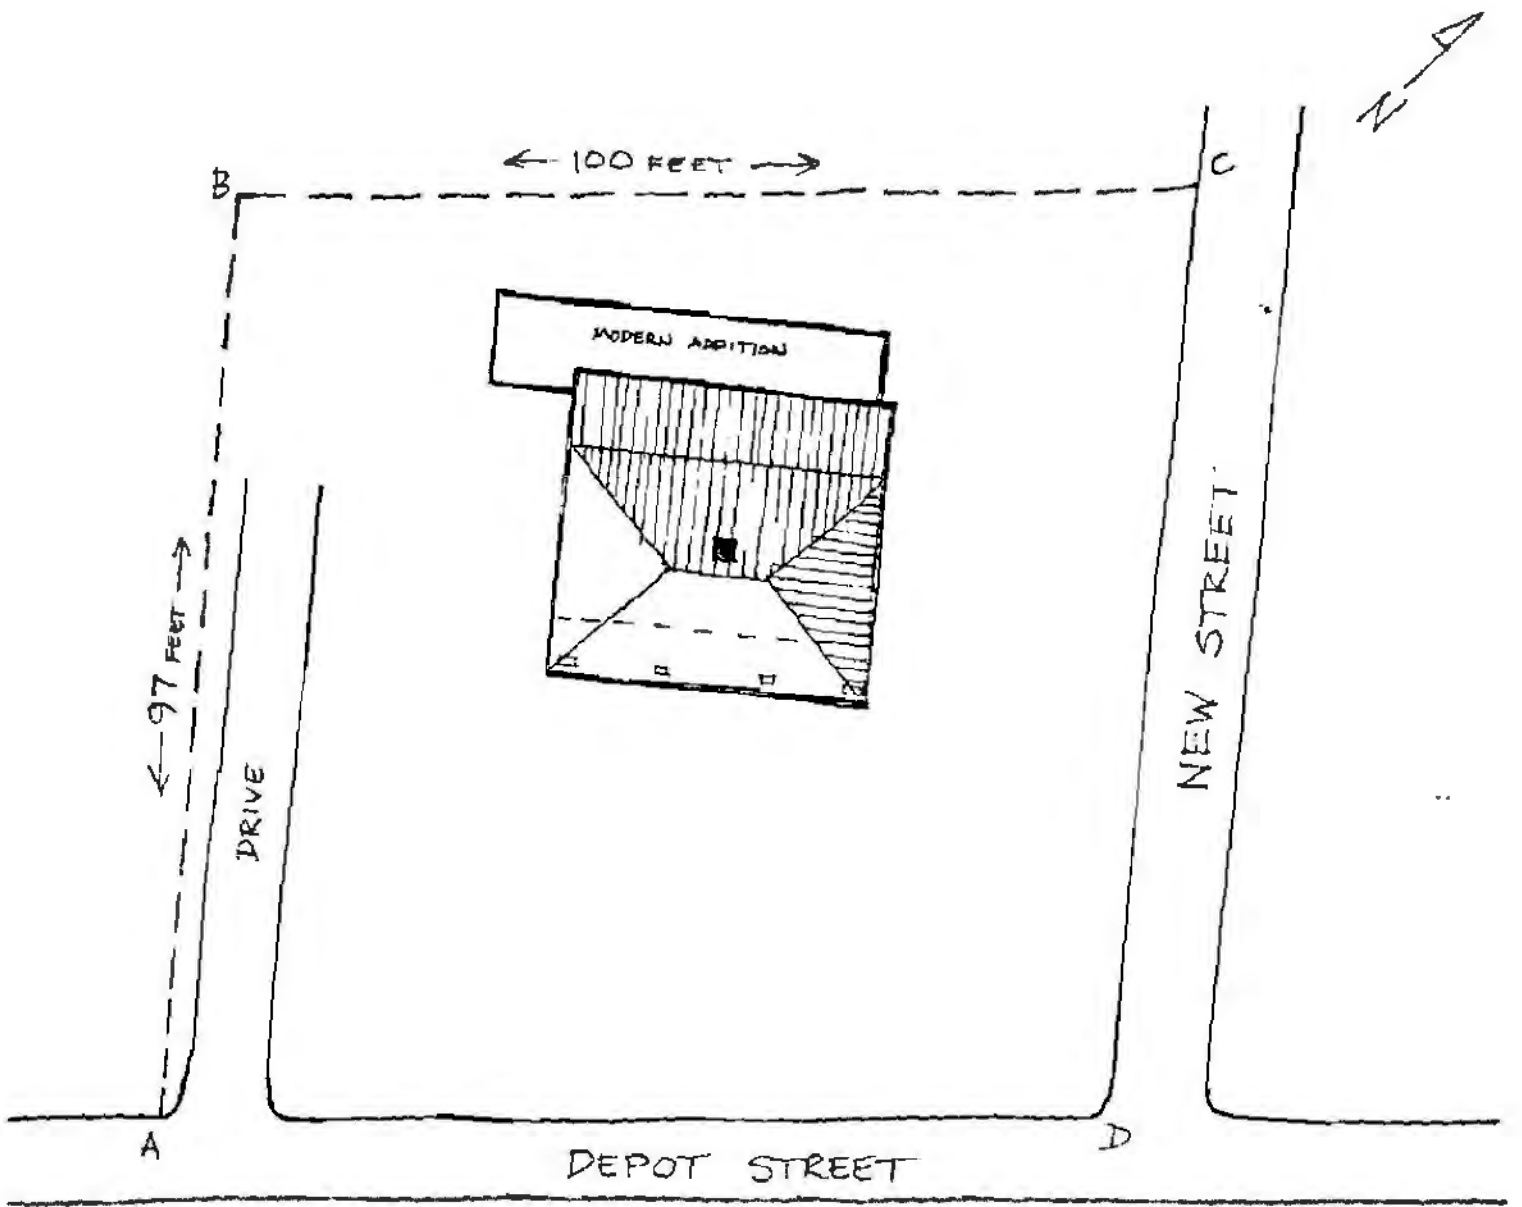 N
100 FEET
B
C
MODERN ADDITION
97 FEET
DRIVE
NEW STREET
A
D
DEPOT STREET